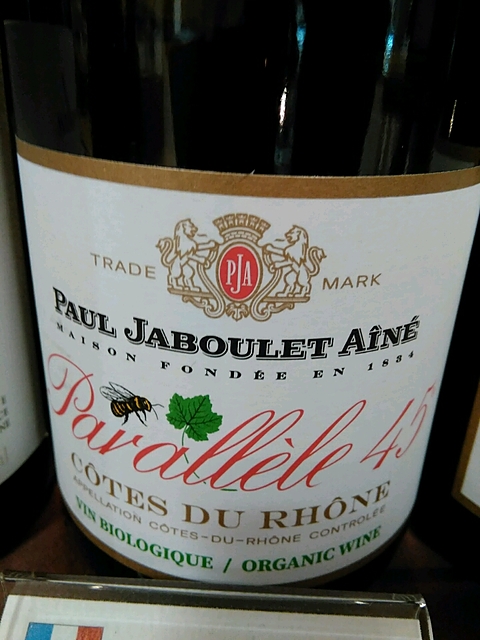 TRADE PJA MARK
PAUL JABOULET AÎNÉ
MAISON FONDÉE EN 1834
Parallèle 45
CÔTES DU RHÔNE
APPELLATION CÔTES-DU-RHÔNE CONTROLÉE
VIN BIOLOGIQUE / ORGANIC WINE